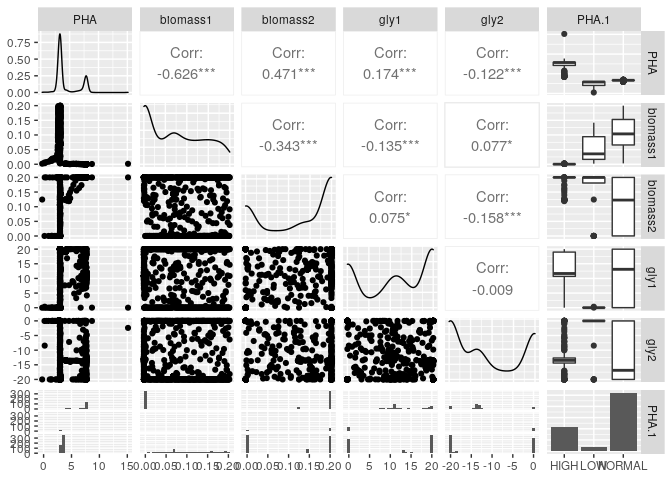 PHA
biomass1
biomass2
gly1
gly2
PHA.1
0.75
0.50
0.25
0.00
Corr:
-0.626***
Corr:
0.471***
Corr:
0.174***
Corr:
-0.122***
PHA
0.20
0.15
0.10
0.05
0.00
Corr:
-0.343***
Corr:
-0.135***
Corr:
0.077*
biomass1
0.20
0.15
0.10
0.05
0.00
Corr:
0.075*
Corr:
-0.158***
biomass2
20
15
10
5
0
Corr:
-0.009
gly1
0
-5
-10
-15
-20
gly2
300
200
100
0
300
200
100
0
PHA.1
0 5 10 15
0.00 0.05 0.10 0.15 0.20
0.00 0.05 0.10 0.15 0.20
0 5 10 15 20
-20 -15 -10 -5 0
HIGH LOW NORMAL